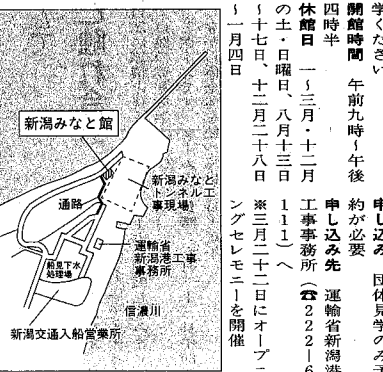 学ください
開館時間　午前九時～午後
四時半
休館日　一～三月・十二月
の土・日曜日、八月十三日
～十七日、十二月二十八日
～一月四日
申し込み　団体見学のみ予
約が必要
申し込み先　運輸省新潟港
工事事務所(☎222―6
111)へ
※三月二十二日にオープニ
ングセレモニーを開催
新潟みなと館
新潟みなと
トンネル工
事現場
通路
運輸省
新潟港工事
事務所
船見下水
処理場
信濃川
新潟交通入船営業所